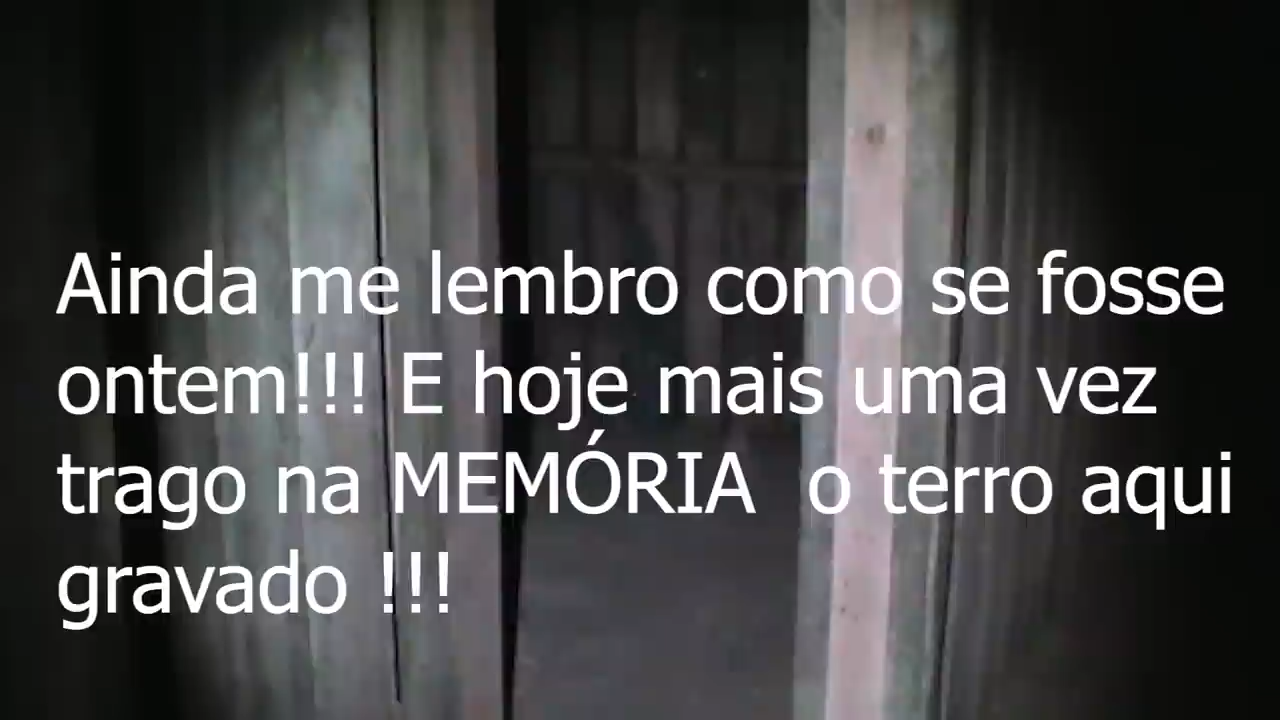 Ainda me lembro como se fosse
ontem!!! E hoje mais uma vez
trago na MEMÓRIA  o terro aqui
gravado !!!